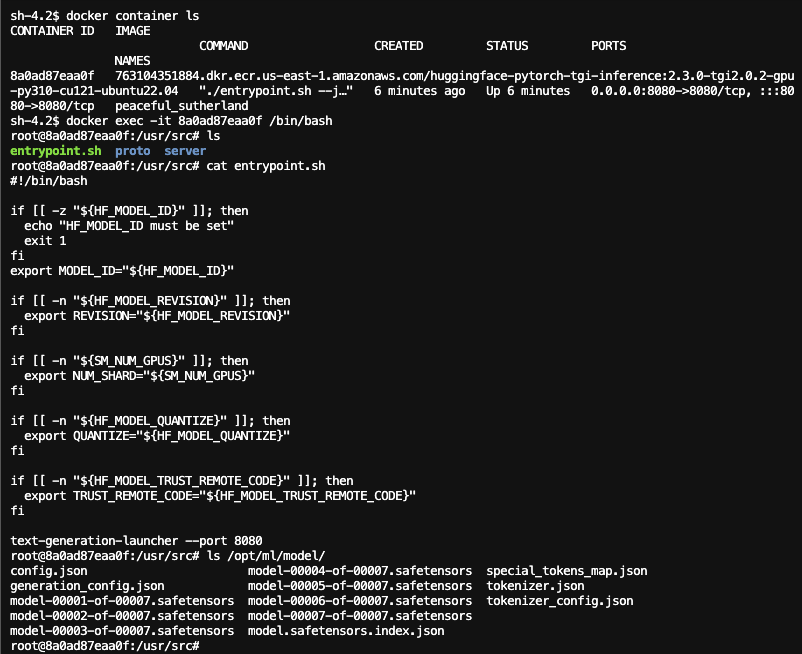 sh-4.2$ docker container ls
CONTAINER ID   IMAGE
                          COMMAND                  CREATED         STATUS         PORTS
               NAMES
8a0ad87eaa0f   763104351884.dkr.ecr.us-east-1.amazonaws.com/huggingface-pytorch-tgi-inference:2.3.0-tgi2.0.2-gpu
-py310-cu121-ubuntu22.04   "./entrypoint.sh --j…"   6 minutes ago   Up 6 minutes   0.0.0.0:8080->8080/tcp, :::80
80->8080/tcp   peaceful_sutherland
sh-4.2$ docker exec -it 8a0ad87eaa0f /bin/bash
root@8a0ad87eaa0f:/usr/src# ls
entrypoint.sh  proto  server
root@8a0ad87eaa0f:/usr/src# cat entrypoint.sh
#!/bin/bash

if [[ -z "${HF_MODEL_ID}" ]]; then
  echo "HF_MODEL_ID must be set"
  exit 1
fi
export MODEL_ID="${HF_MODEL_ID}"

if [[ -n "${HF_MODEL_REVISION}" ]]; then
  export REVISION="${HF_MODEL_REVISION}"
fi

if [[ -n "${SM_NUM_GPUS}" ]]; then
  export NUM_SHARD="${SM_NUM_GPUS}"
fi

if [[ -n "${HF_MODEL_QUANTIZE}" ]]; then
  export QUANTIZE="${HF_MODEL_QUANTIZE}"
fi

if [[ -n "${HF_MODEL_TRUST_REMOTE_CODE}" ]]; then
  export TRUST_REMOTE_CODE="${HF_MODEL_TRUST_REMOTE_CODE}"
fi

text-generation-launcher --port 8080
root@8a0ad87eaa0f:/usr/src# ls /opt/ml/model/
config.json                       model-00004-of-00007.safetensors  special_tokens_map.json
generation_config.json            model-00005-of-00007.safetensors  tokenizer.json
model-00001-of-00007.safetensors  model-00006-of-00007.safetensors  tokenizer_config.json
model-00002-of-00007.safetensors  model-00007-of-00007.safetensors
model-00003-of-00007.safetensors  model.safetensors.index.json
root@8a0ad87eaa0f:/usr/src#